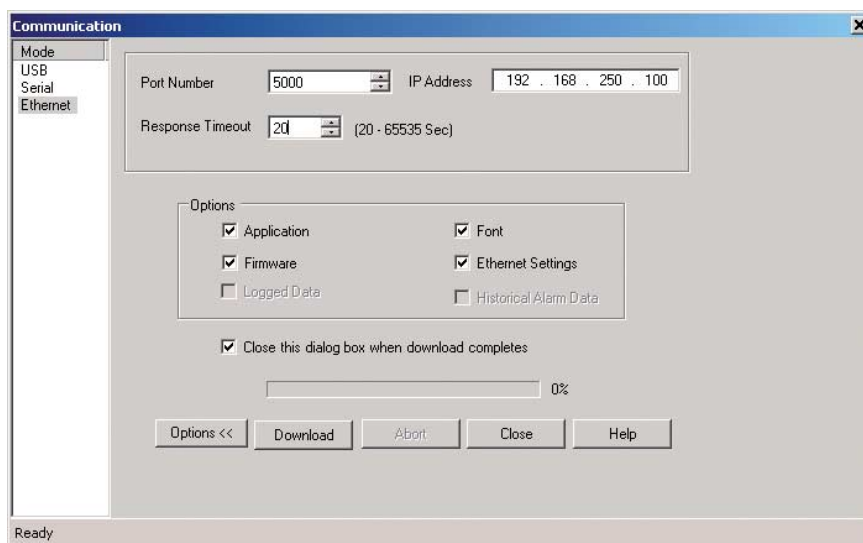 Communication
Mode
USB
Serial
Ethernet
Port Number 5000 IP Address 192 . 168 . 250 . 100
Response Timeout 20 (20 - 65535 Sec)
Options
Application Font
Firmware Ethernet Settings
Logged Data Historical Alarm Data
Close this dialog box when download completes
0%
Options << Download Abort Close Help
Ready